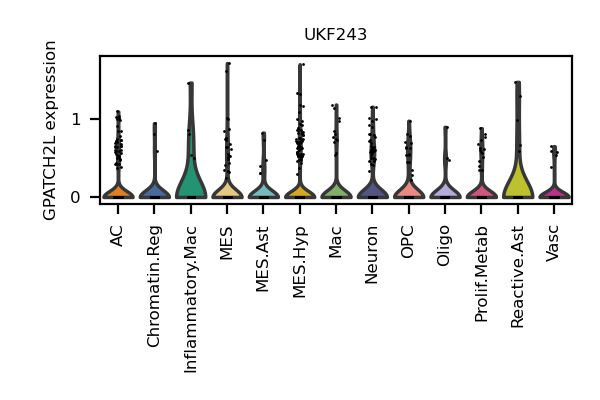 UKF243
GPATCH2L expression
1
0
AC
Chromatin.Reg
Inflammatory.Mac
MES
MES.Ast
MES.Hyp
Mac
Neuron
OPC
Oligo
Prolif.Metab
Reactive.Ast
Vasc